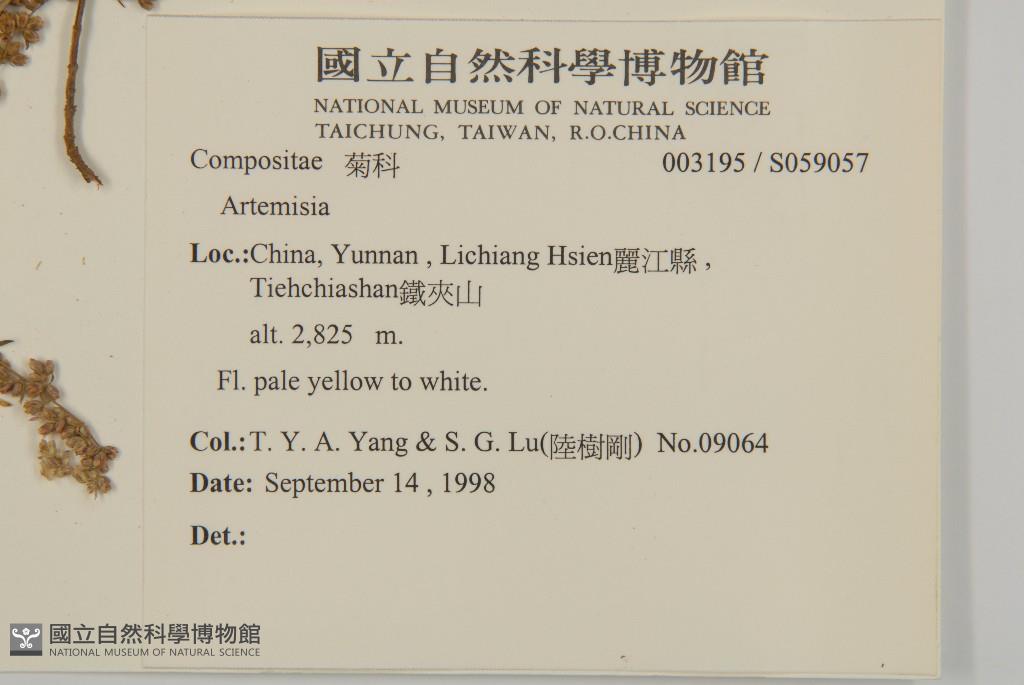 國立自然科學博物館
NATIONAL MUSEUM OF NATURAL SCIENCE
TAICHUNG, TAIWAN, R.O.CHINA
Compositae 菊科 003195 / S059057
Artemisia
Loc.:China, Yunnan , Lichiang Hsien麗江縣 ,
Tiehchiashan鐵夾山
alt. 2,825 m.
Fl. pale yellow to white.
Col.:T. Y. A. Yang & S. G. Lu(陸樹剛) No.09064
Date: September 14 , 1998
Det.:
國立自然科學博物館
NATIONAL MUSEUM OF NATURAL SCIENCE